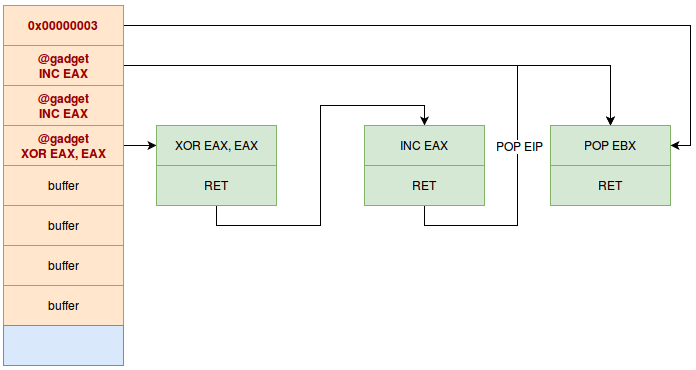 0x00000003
@gadget
INC EAX
@gadget
INC EAX
@gadget
XOR EAX, EAX
buffer
buffer
buffer
buffer
XOR EAX, EAX
RET
INC EAX
RET
POP EIP
POP EBX
RET